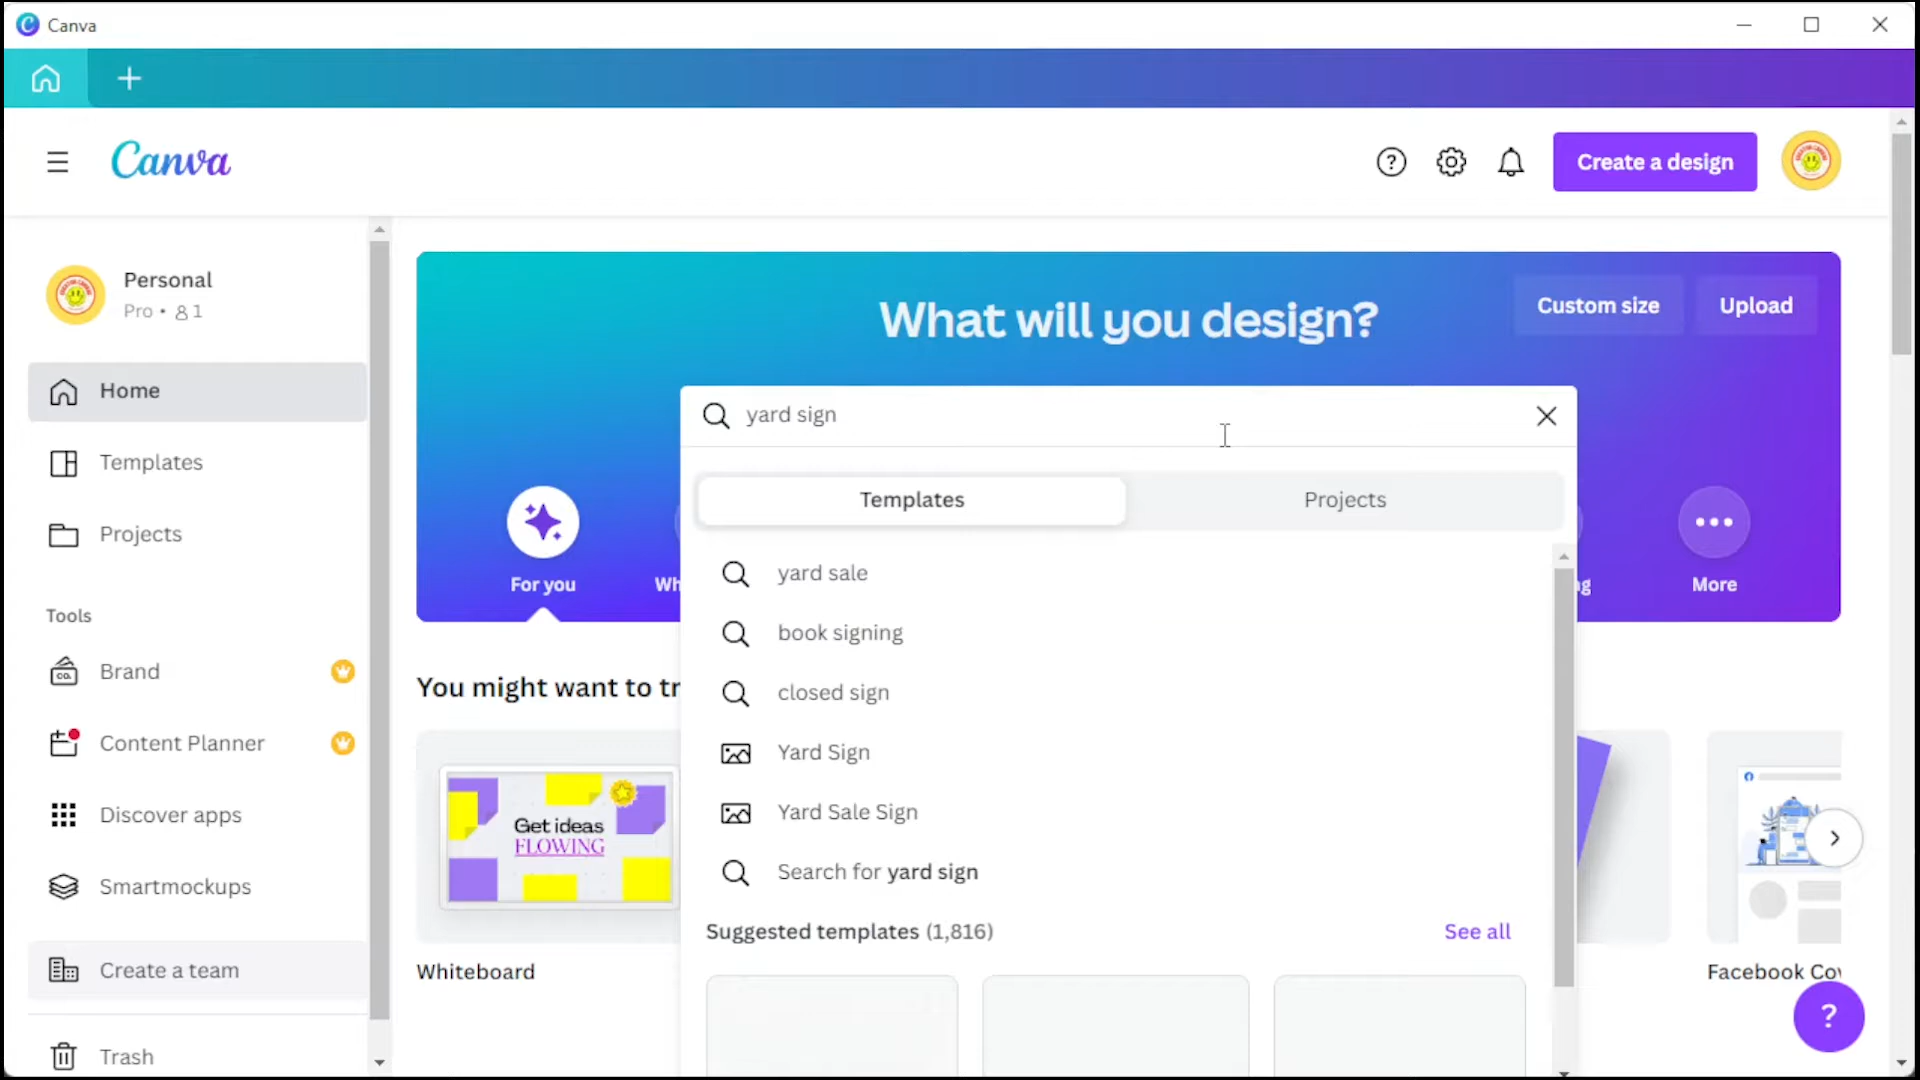 Canva
Canva
Create a design
Personal
Pro • 1
Home
Templates
Projects
Tools
Brand
CO.
Content Planner
Discover apps
Smartmockups
Create a team
Trash
What will you design?
Custom size
Upload
yard sign
Templates
Projects
yard sale
book signing
closed sign
Yard Sign
Yard Sale Sign
Search for yard sign
Suggested templates (1,816)
See all
For you
Wh
g
More
You might want to tr
Get ideas
FLOWING
Whiteboard
Facebook Cov
?